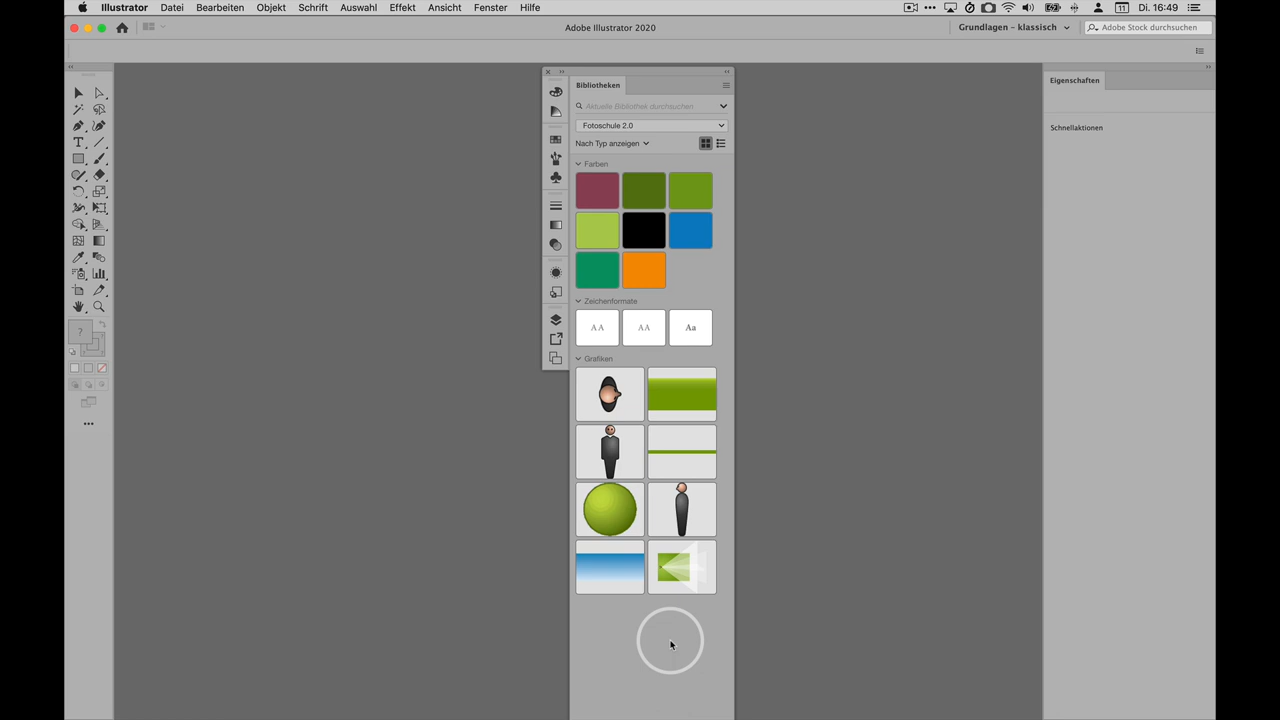 Illustrator Datei Bearbeiten Objekt Schrift Auswahl Effekt Ansicht Fenster Hilfe 11 Di. 16:49
Adobe Illustrator 2020 Grundlagen – klassisch Adobe Stock durchsuchen
Bibliotheken
Aktuelle Bibliothek durchsuchen
Fotoschule 2.0
Nach Typ anzeigen
Farben
Zeichenformate
AA AA Aa
Grafiken
Eigenschaften
Schnellaktionen
?